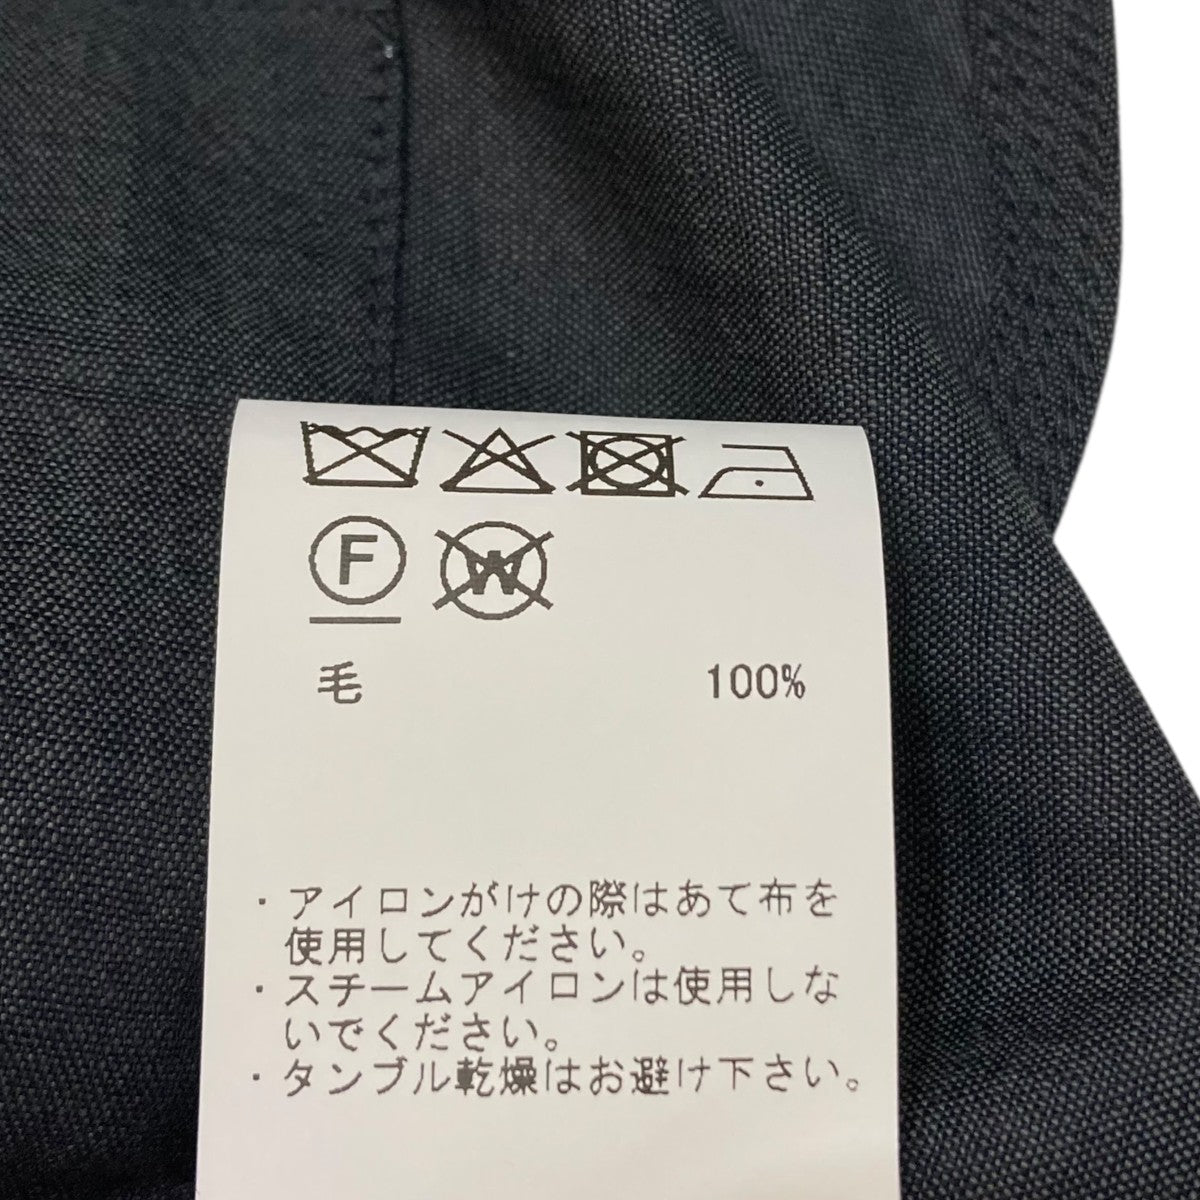 F W
毛 100%
・アイロンがけの際はあて布を
使用してください。
・スチームアイロンは使用しな
いでください。
・タンブル乾燥はお避け下さい。